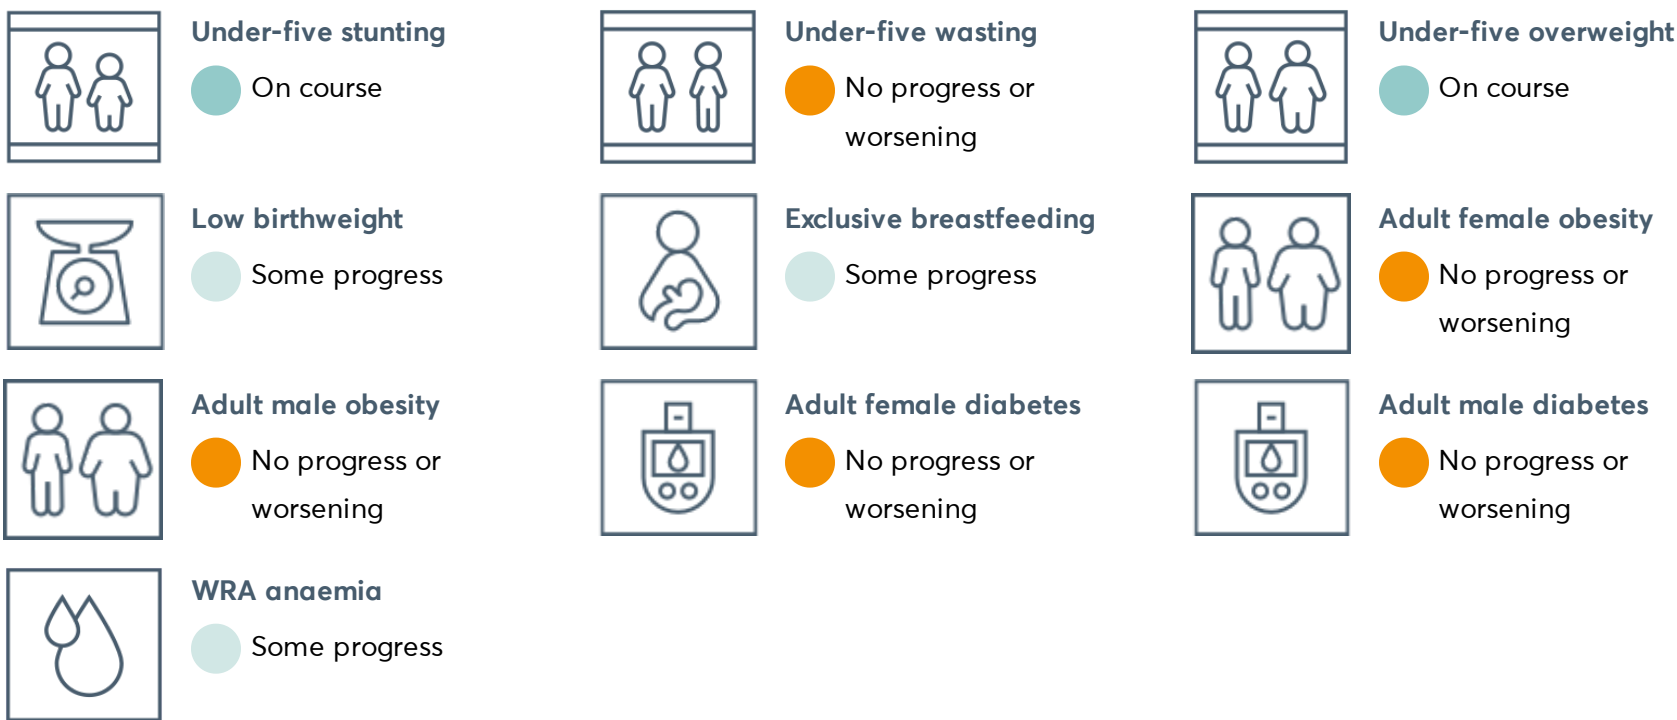 Under-five stunting
On course
Under-five wasting
No progress or
worsening
Under-five overweight
On course
Low birthweight
Some progress
Exclusive breastfeeding
Some progress
Adult female obesity
No progress or
worsening
Adult male obesity
No progress or
worsening
Adult female diabetes
No progress or
worsening
Adult male diabetes
No progress or
worsening
WRA anaemia
Some progress